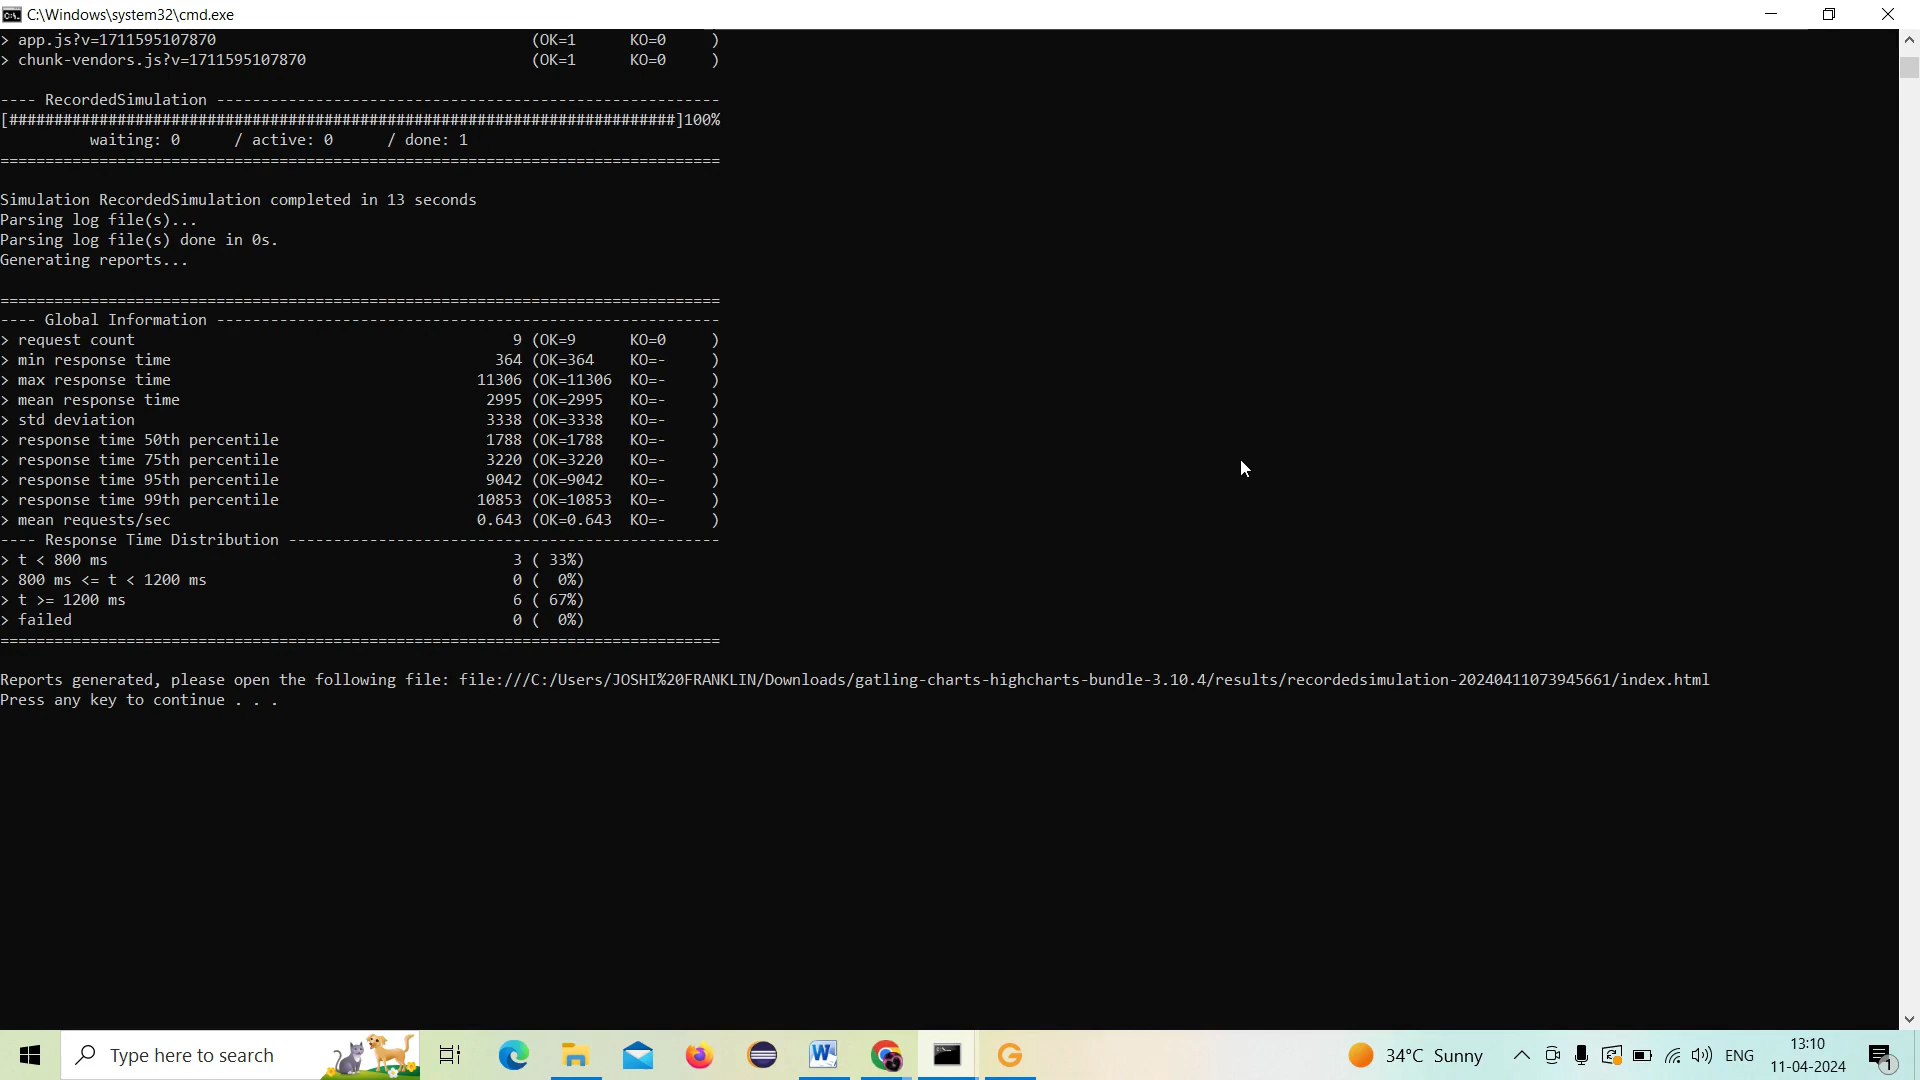 C:\Windows\system32\cmd.exe
> app.js?v=1711595107870                                   (OK=1      KO=0     )
> chunk-vendors.js?v=1711595107870                         (OK=1      KO=0     )
---- RecordedSimulation --------------------------------------------------------
[##########################################################################]100%
          waiting: 0      / active: 0      / done: 1
================================================================================
Simulation RecordedSimulation completed in 13 seconds
Parsing log file(s)...
Parsing log file(s) done in 0s.
Generating reports...
================================================================================
---- Global Information --------------------------------------------------------
> request count                                          9 (OK=9      KO=0     )
> min response time                                    364 (OK=364    KO=-     )
> max response time                                  11306 (OK=11306  KO=-     )
> mean response time                                  2995 (OK=2995   KO=-     )
> std deviation                                       3338 (OK=3338   KO=-     )
> response time 50th percentile                       1788 (OK=1788   KO=-     )
> response time 75th percentile                       3220 (OK=3220   KO=-     )
> response time 95th percentile                       9042 (OK=9042   KO=-     )
> response time 99th percentile                      10853 (OK=10853  KO=-     )
> mean requests/sec                                  0.643 (OK=0.643  KO=-     )
---- Response Time Distribution ------------------------------------------------
> t < 800 ms                                             3 ( 33%)
> 800 ms <= t < 1200 ms                                  0 (  0%)
> t >= 1200 ms                                           6 ( 67%)
> failed                                                 0 (  0%)
================================================================================
Reports generated, please open the following file: file:///C:/Users/JOSHI%20FRANKLIN/Downloads/gatling-charts-highcharts-bundle-3.10.4/results/recordedsimulation-20240411073945661/index.html
Press any key to continue . . .
Type here to search
34°C Sunny
ENG
13:10
11-04-2024
1